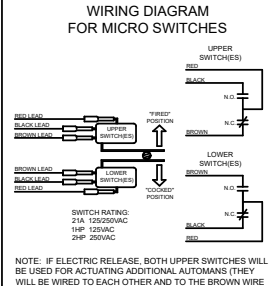 WIRING DIAGRAM
FOR MICRO SWITCHES
UPPER
SWITCH(ES)
RED
BLACK
N.O.
N.C.
BROWN
RED LEAD
BLACK LEAD
BROWN LEAD
UPPER
SWITCH(ES)
"FIRED"
POSITION
BROWN LEAD
BLACK LEAD
RED LEAD
LOWER
SWITCH(ES)
"COCKED"
POSITION
LOWER
SWITCH(ES)
BROWN
N.O.
N.C.
BLACK
RED
SWITCH RATING:
21A 125/250VAC
1HP 125VAC
2HP 250VAC
NOTE: IF ELECTRIC RELEASE, BOTH UPPER SWITCHES WILL
BE USED FOR ACTUATING ADDITIONAL AUTOMANS (THEY
WILL BE WIRED TO EACH OTHER AND TO THE BROWN WIRE